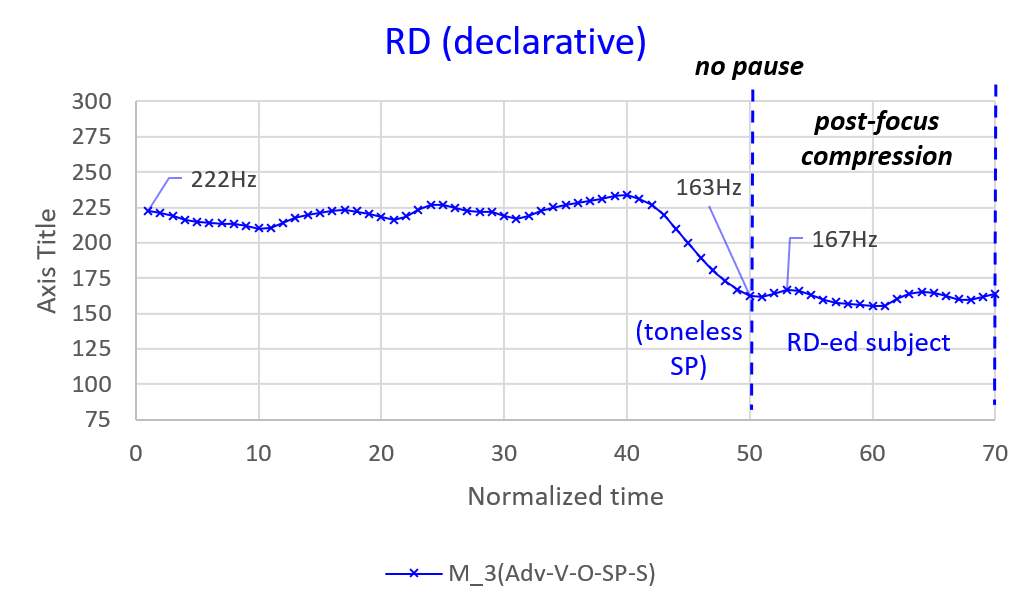 RD (declarative)
no pause
300
275
250
225
200
175
150
125
100
75
Axis Title
222Hz
163Hz
post-focus
compression
167Hz
(toneless
SP)
RD-ed subject
0 10 20 30 40 50 60 70
Normalized time
M_3(Adv-V-O-SP-S)